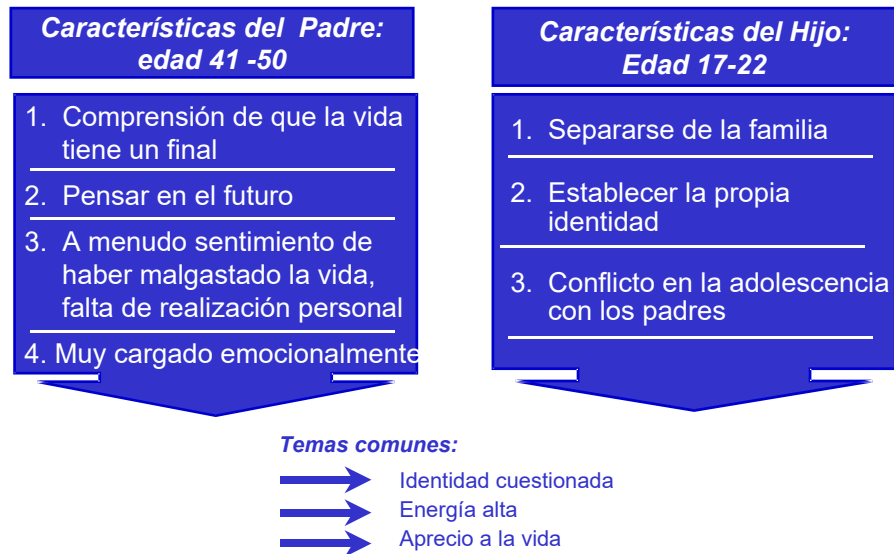 Características del  Padre:
edad 41 -50
1. Comprensión de que la vida
tiene un final
2. Pensar en el futuro
3. A menudo sentimiento de
haber malgastado la vida,
falta de realización personal
4. Muy cargado emocionalmente
Características del Hijo:
Edad 17-22
1. Separarse de la familia
2. Establecer la propia
identidad
3. Conflicto en la adolescencia
con los padres
Temas comunes:
Identidad cuestionada
Energía alta
Aprecio a la vida